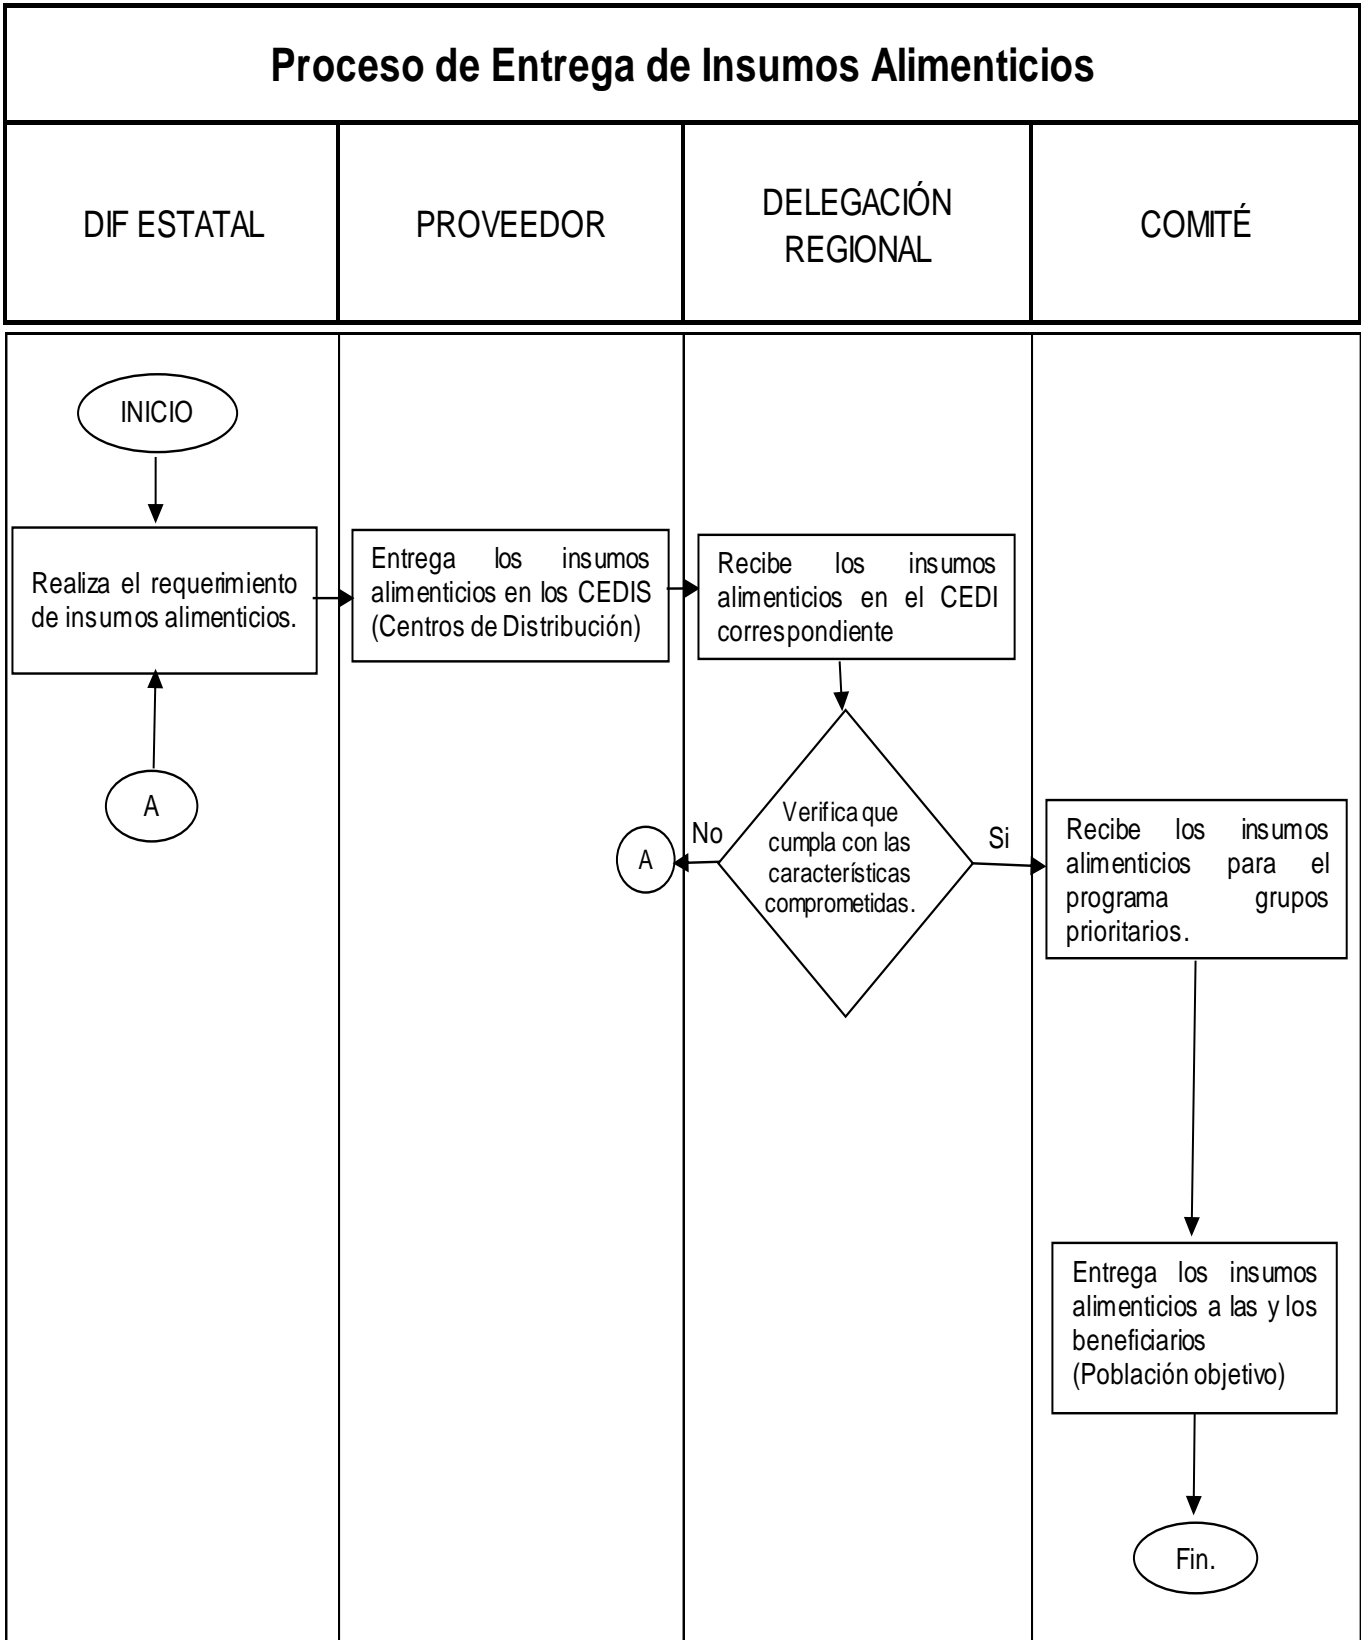 Proceso de Entrega de Insumos Alimenticios
DIF ESTATAL
PROVEEDOR
DELEGACIÓN
REGIONAL
COMITÉ
INICIO
Realiza el requerimiento
de insumos alimenticios.
Entrega los insumos
alimenticios en los CEDIS
(Centros de Distribución)
Recibe los insumos
alimenticios en el CEDI
correspondiente
A
Verifica que
cumpla con las
características
comprometidas.
No
A
Si
Recibe los insumos
alimenticios para el
programa grupos
prioritarios.
Entrega los insumos
alimenticios a las y los
beneficiarios
(Población objetivo)
Fin.